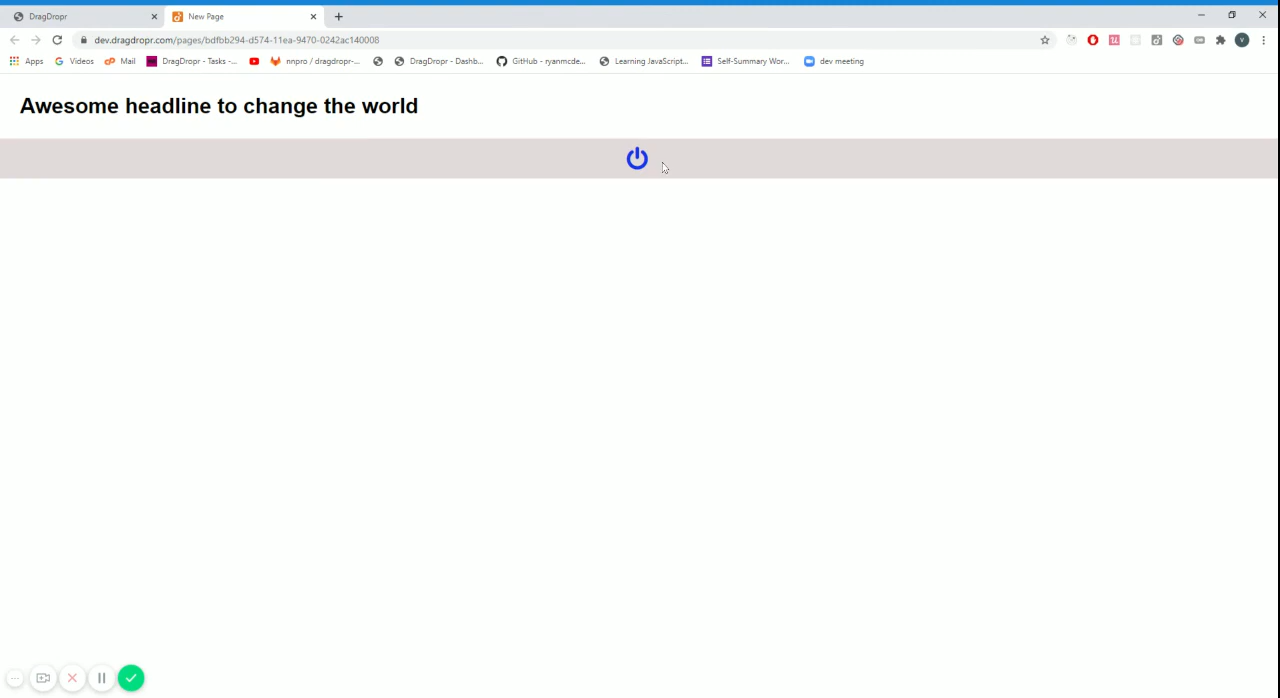 DragDropr
New Page
dev.dragdropr.com/pages/bdfbb294-d574-11ea-9470-0242ac140008
Apps
Videos
Mail
DragDropr - Tasks -...
nnpro / dragdropr-...
DragDropr - Dashb...
GitHub - ryanmcde...
Learning JavaScript...
Self-Summary Wor...
dev meeting
Awesome headline to change the world